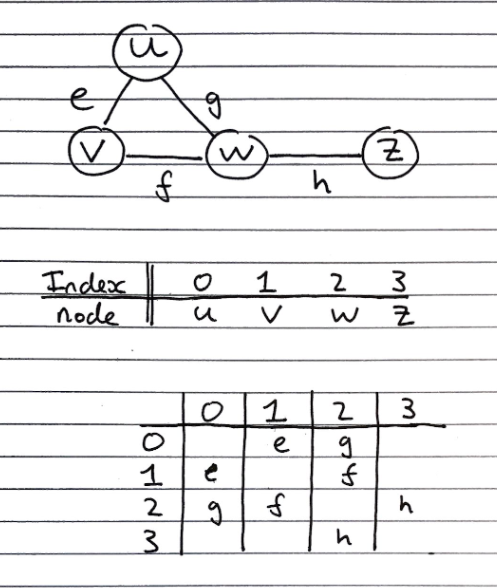 u
e g
v w z
f h
Index 0 1 2 3
node u v w z
0 1 2 3
0 e g
1 e f
2 g f h
3 h